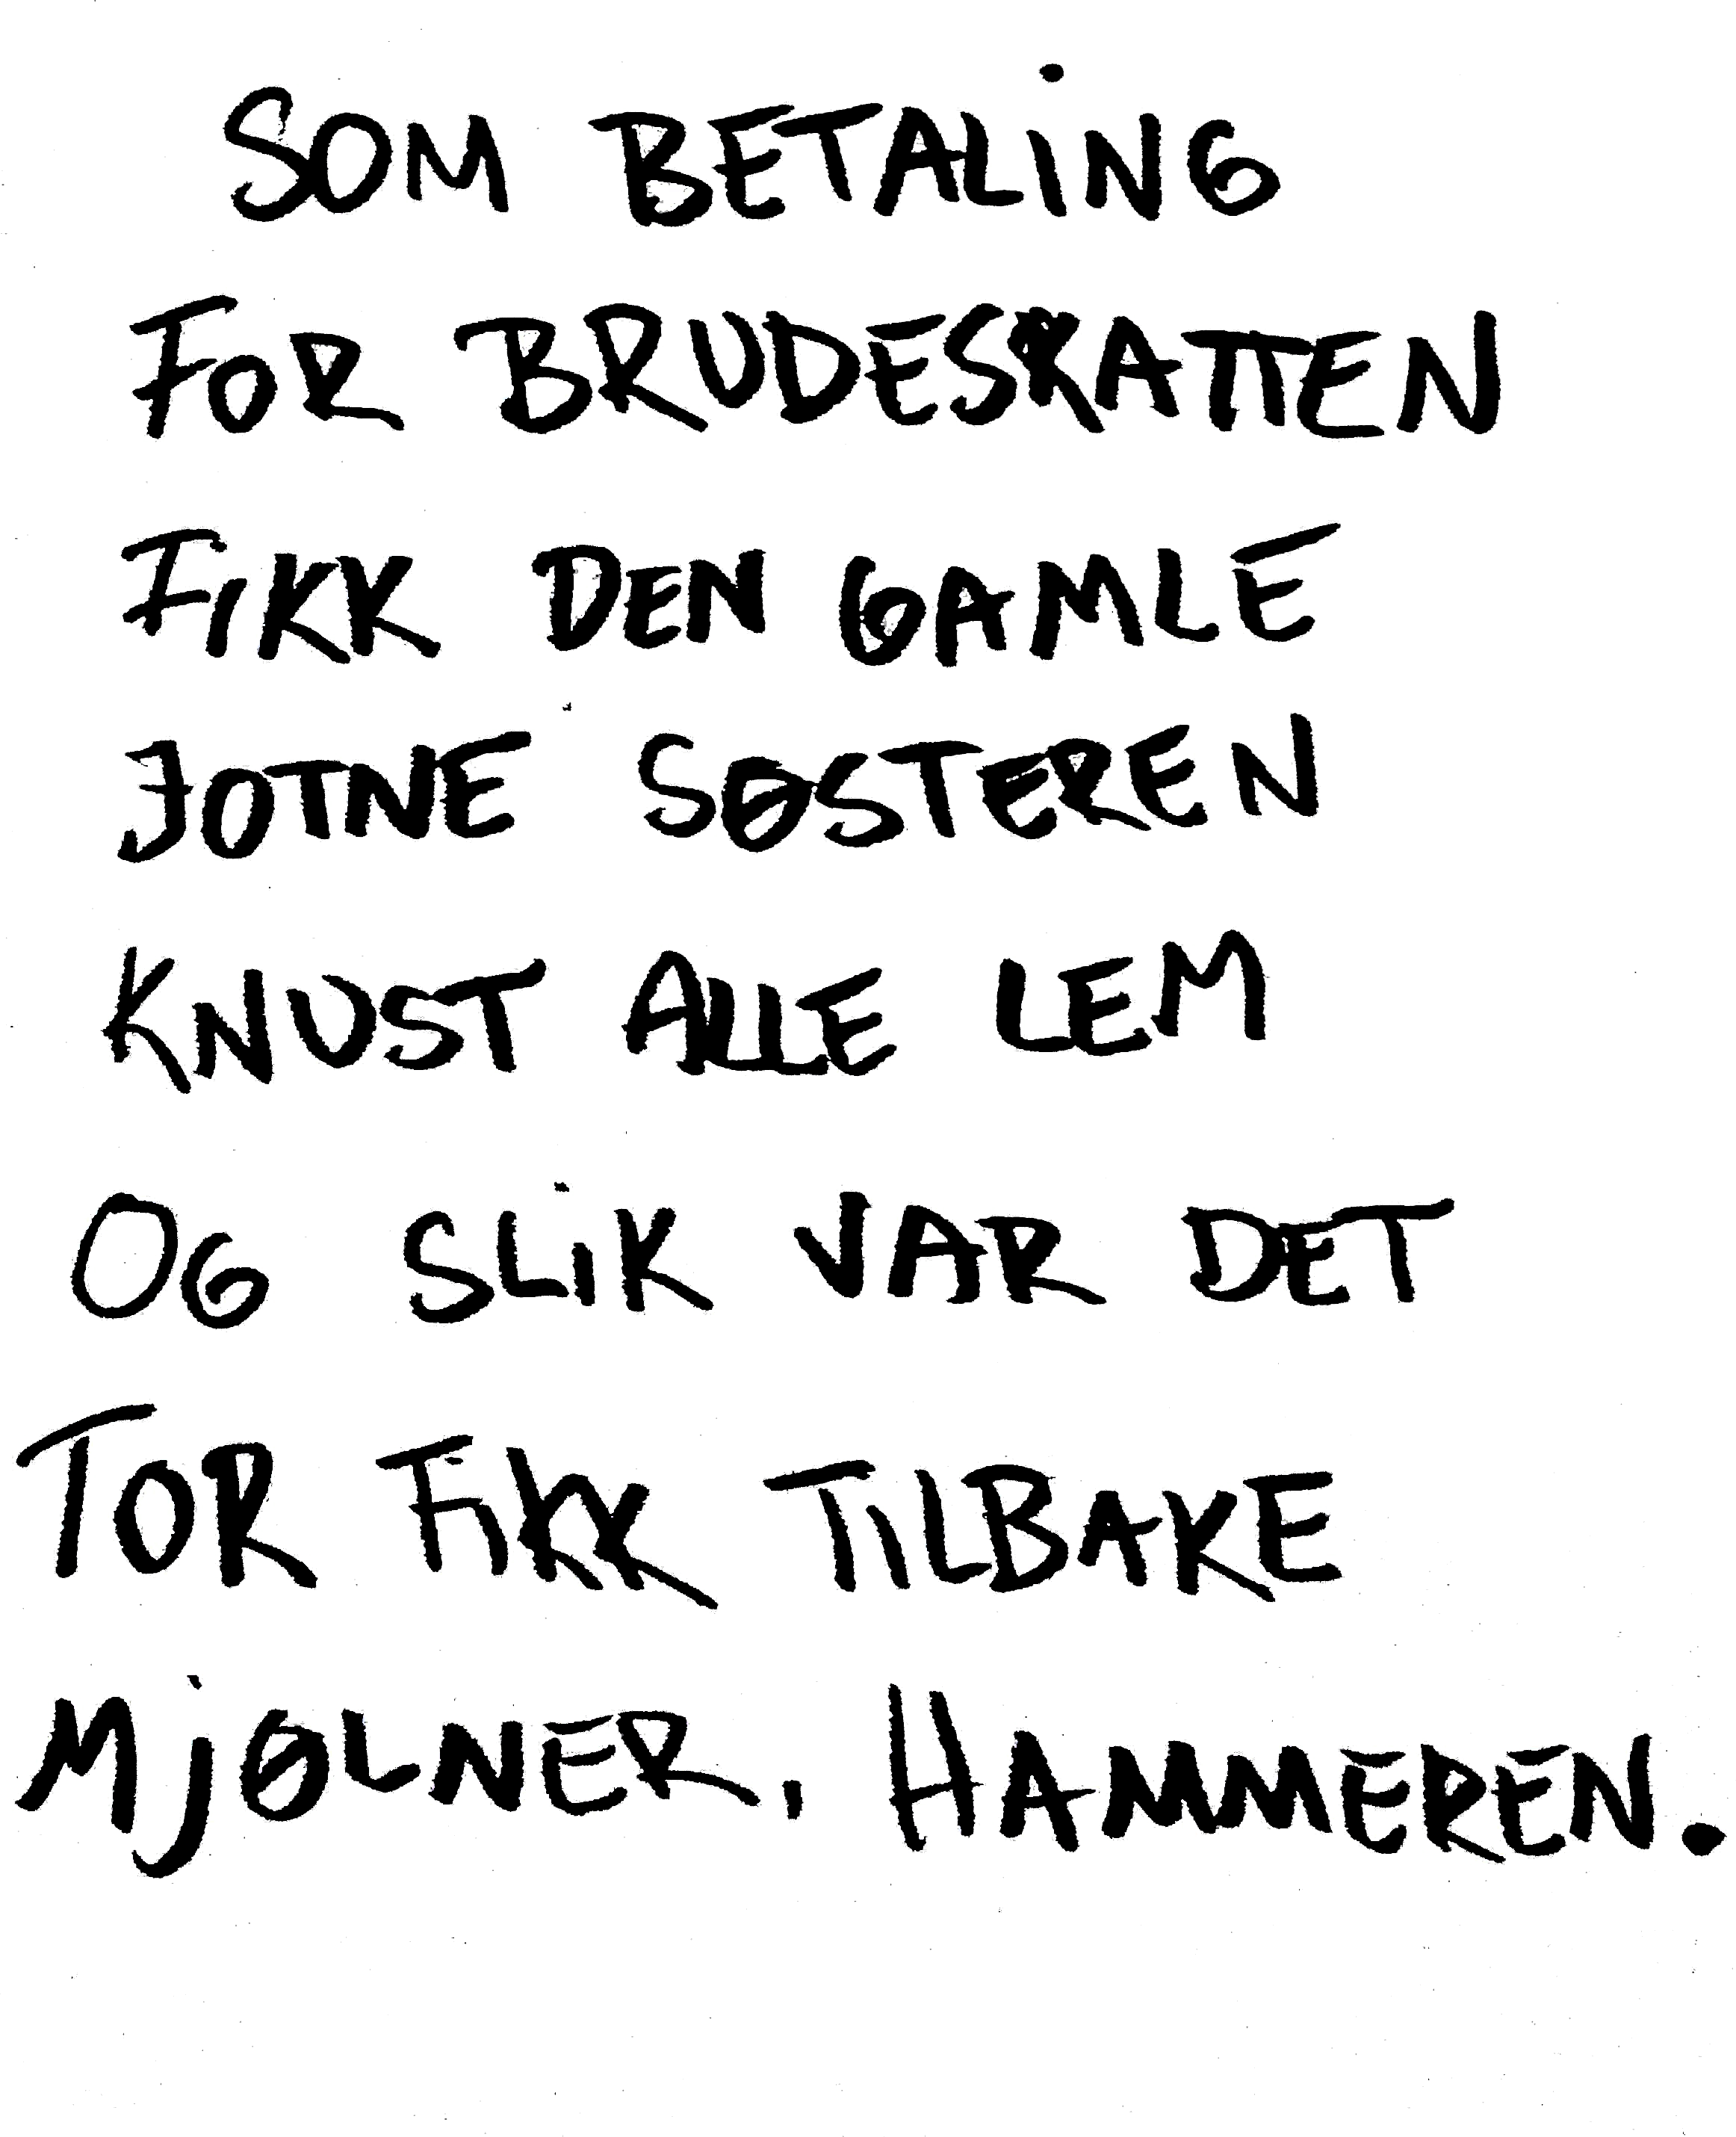 SOM BETALING
FOR BRUDESKATTEN
FIKK DEN GAMLE
JOTNE SØSTEREN
KNUST ALLE LEM
OG SLIK VAR DET
TOR FIKK TILBAKE
MJØLNER, HAMMEREN.